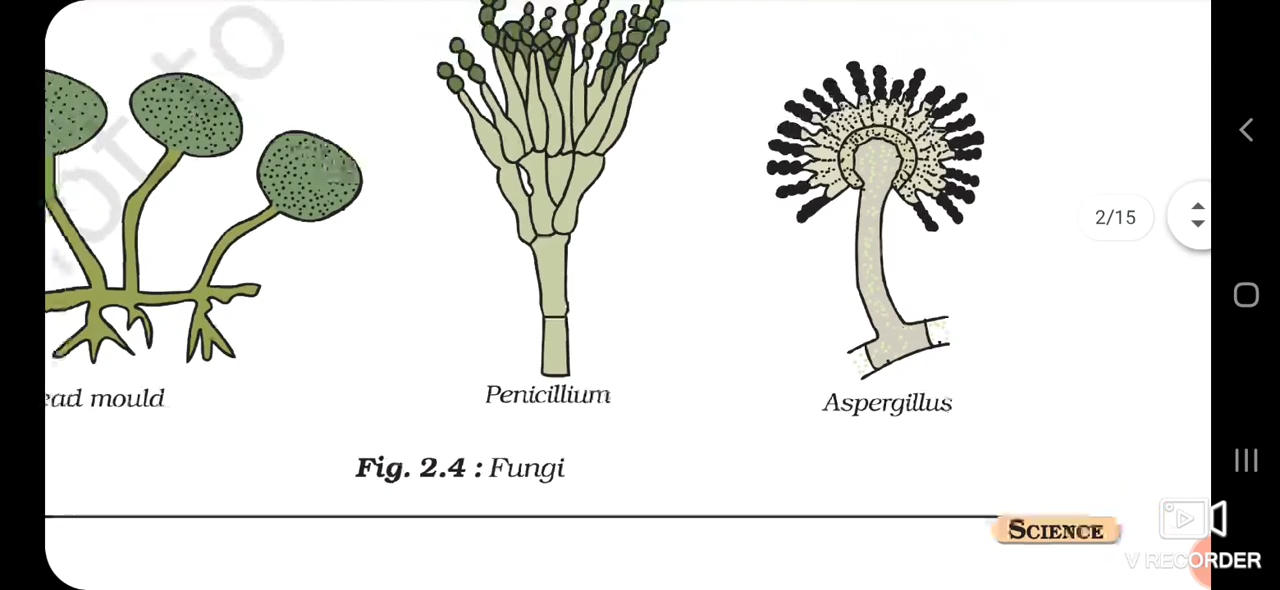 2/15
ead mould
Penicillium
Aspergillus
Fig. 2.4 : Fungi
SCIENCE
V RECORDER